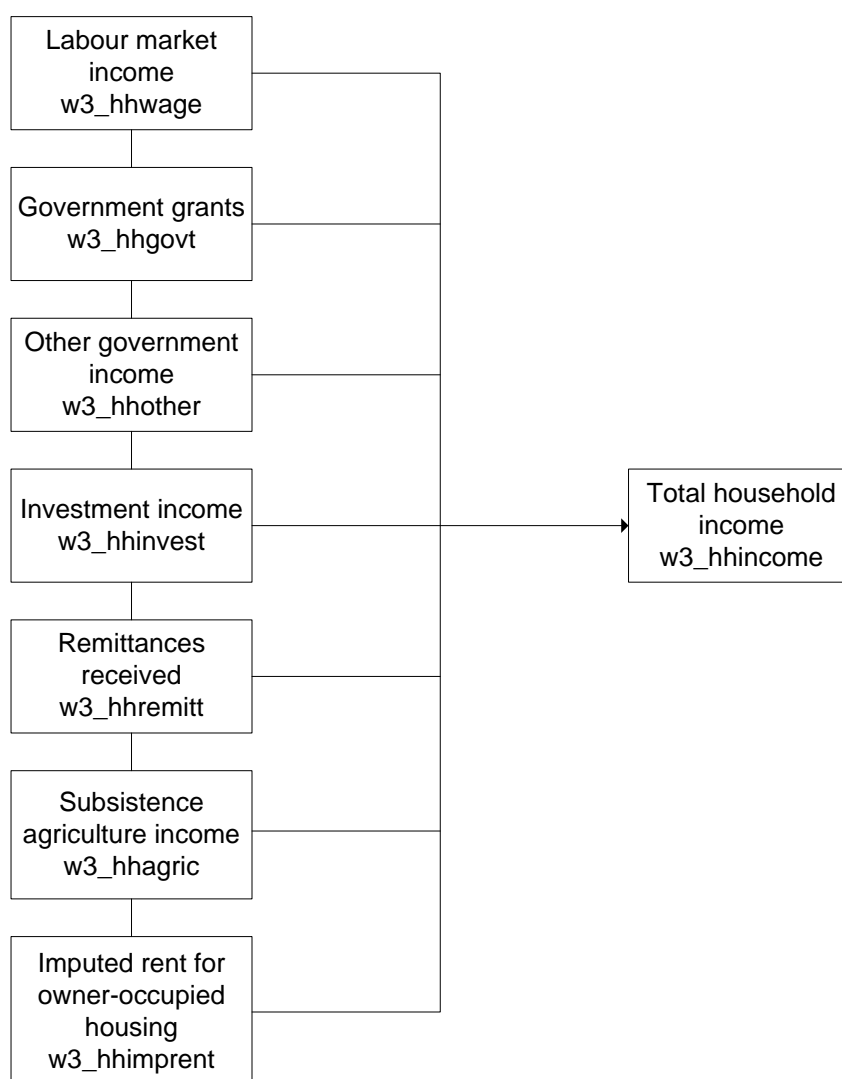 Labour market
income
w3_hhwage
Government grants
w3_hhgovt
Other government
income
w3_hhother
Investment income
w3_hhinvest
Remittances
received
w3_hhremitt
Subsistence
agriculture income
w3_hhagric
Imputed rent for
owner-occupied
housing
w3_hhimprent
Total household
income
w3_hhincome